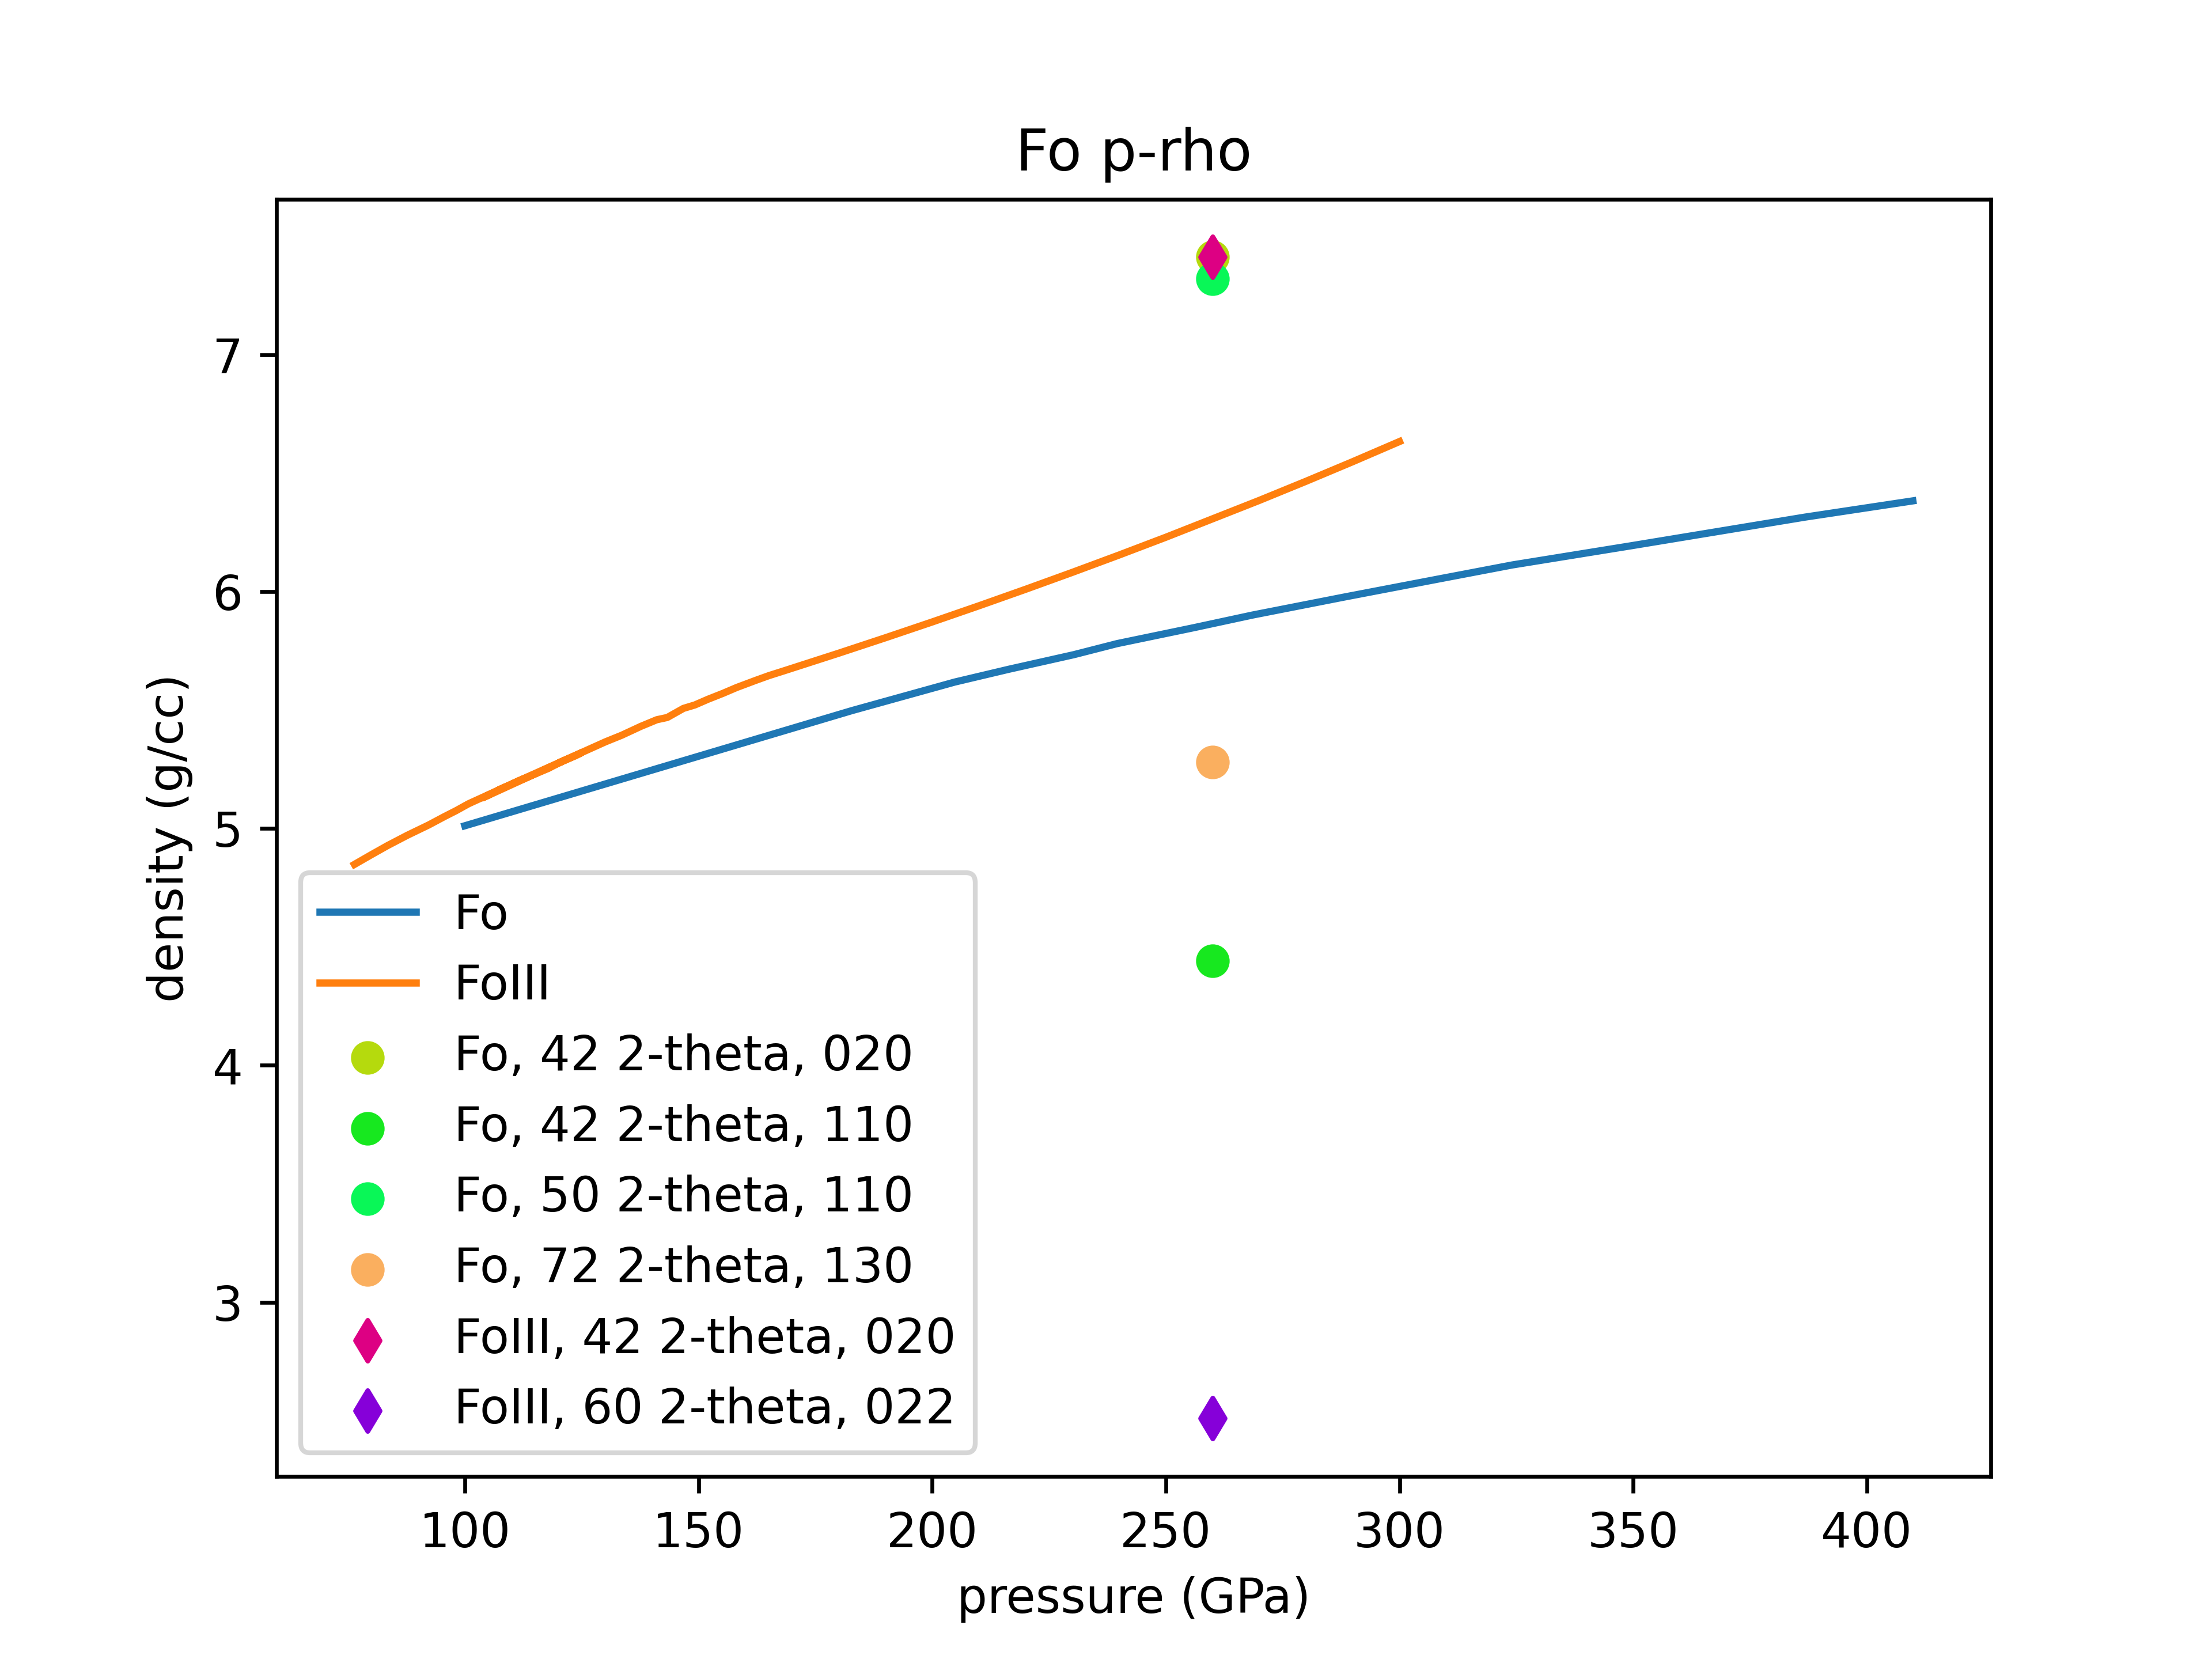 Fo p-rho
7
6
5
4
3
density (g/cc)
Fo
FoIII
Fo, 42 2-theta, 020
Fo, 42 2-theta, 110
Fo, 50 2-theta, 110
Fo, 72 2-theta, 130
FoIII, 42 2-theta, 020
FoIII, 60 2-theta, 022
100 150 200 250 300 350 400
pressure (GPa)